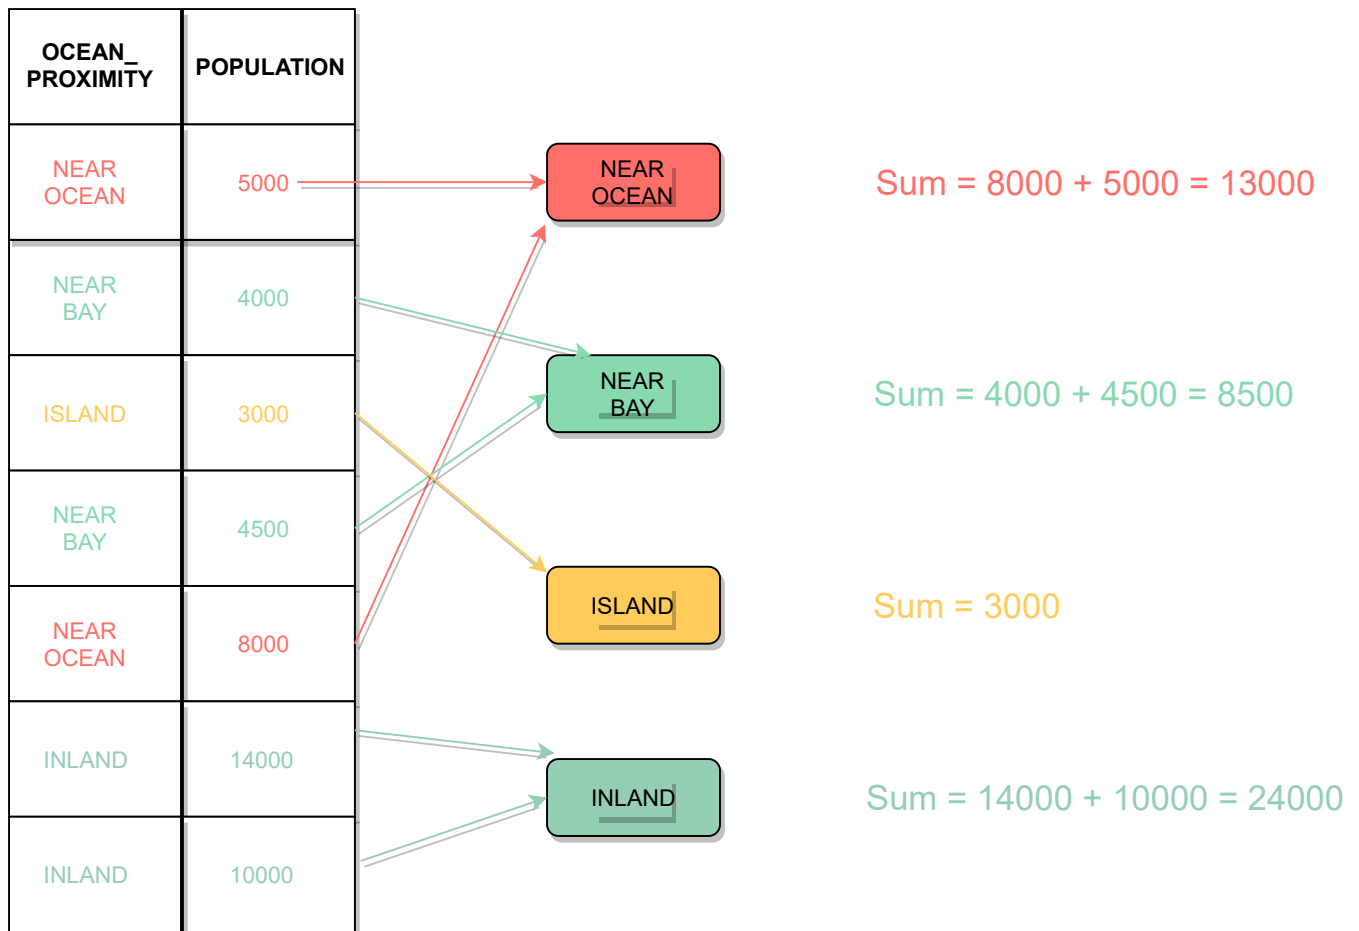 OCEAN_
PROXIMITY
POPULATION
NEAR
OCEAN
5000
NEAR
BAY
4000
ISLAND
3000
NEAR
BAY
4500
NEAR
OCEAN
8000
INLAND
14000
INLAND
10000
NEAR
OCEAN
Sum = 8000 + 5000 = 13000
NEAR
BAY
Sum = 4000 + 4500 = 8500
ISLAND
Sum = 3000
INLAND
Sum = 14000 + 10000 = 24000